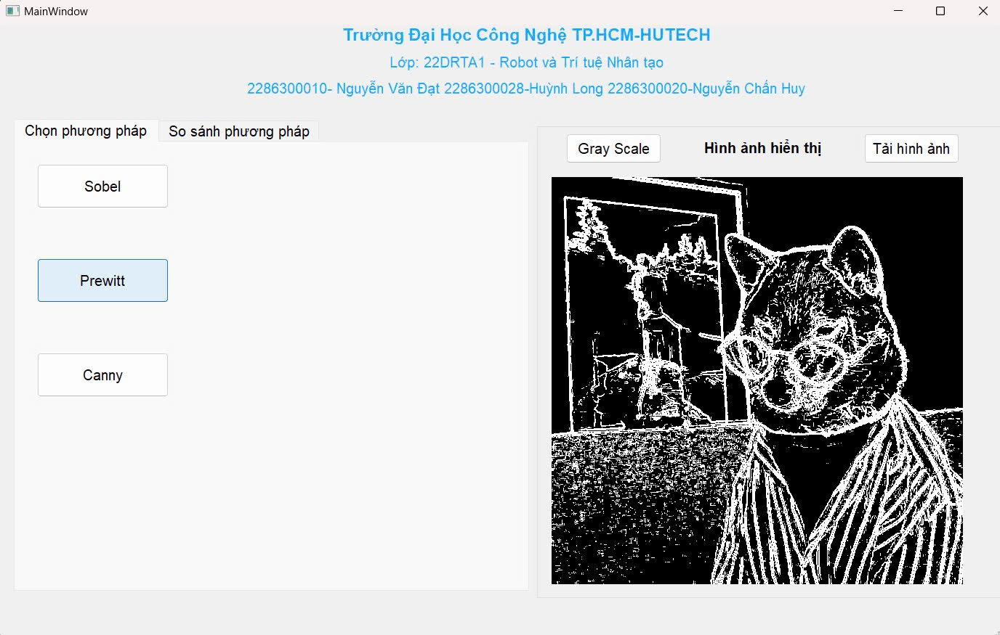 MainWindow
Trường Đại Học Công Nghệ TP.HCM-HUTECH
Lớp: 22DRTA1 - Robot và Trí tuệ Nhân tạo
2286300010- Nguyễn Văn Đạt 2286300028-Huỳnh Long 2286300020-Nguyễn Chấn Huy
Chọn phương pháp
So sánh phương pháp
Sobel
Prewitt
Canny
Gray Scale
Hình ảnh hiển thị
Tải hình ảnh